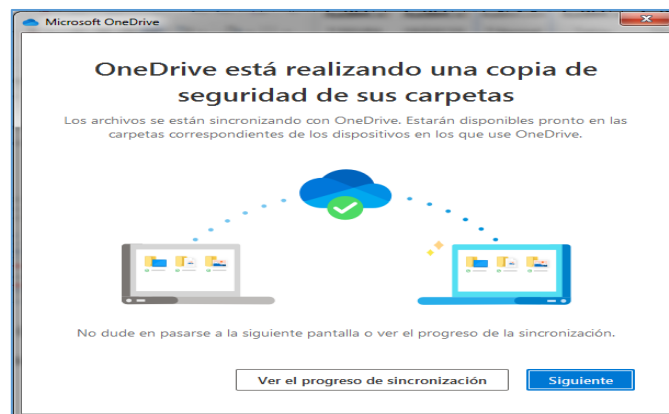 Microsoft OneDrive
OneDrive está realizando una copia de
seguridad de sus carpetas
Los archivos se están sincronizando con OneDrive. Estarán disponibles pronto en las
carpetas correspondientes de los dispositivos en los que use OneDrive.
No dude en pasarse a la siguiente pantalla o ver el progreso de la sincronización.
Ver el progreso de sincronización
Siguiente